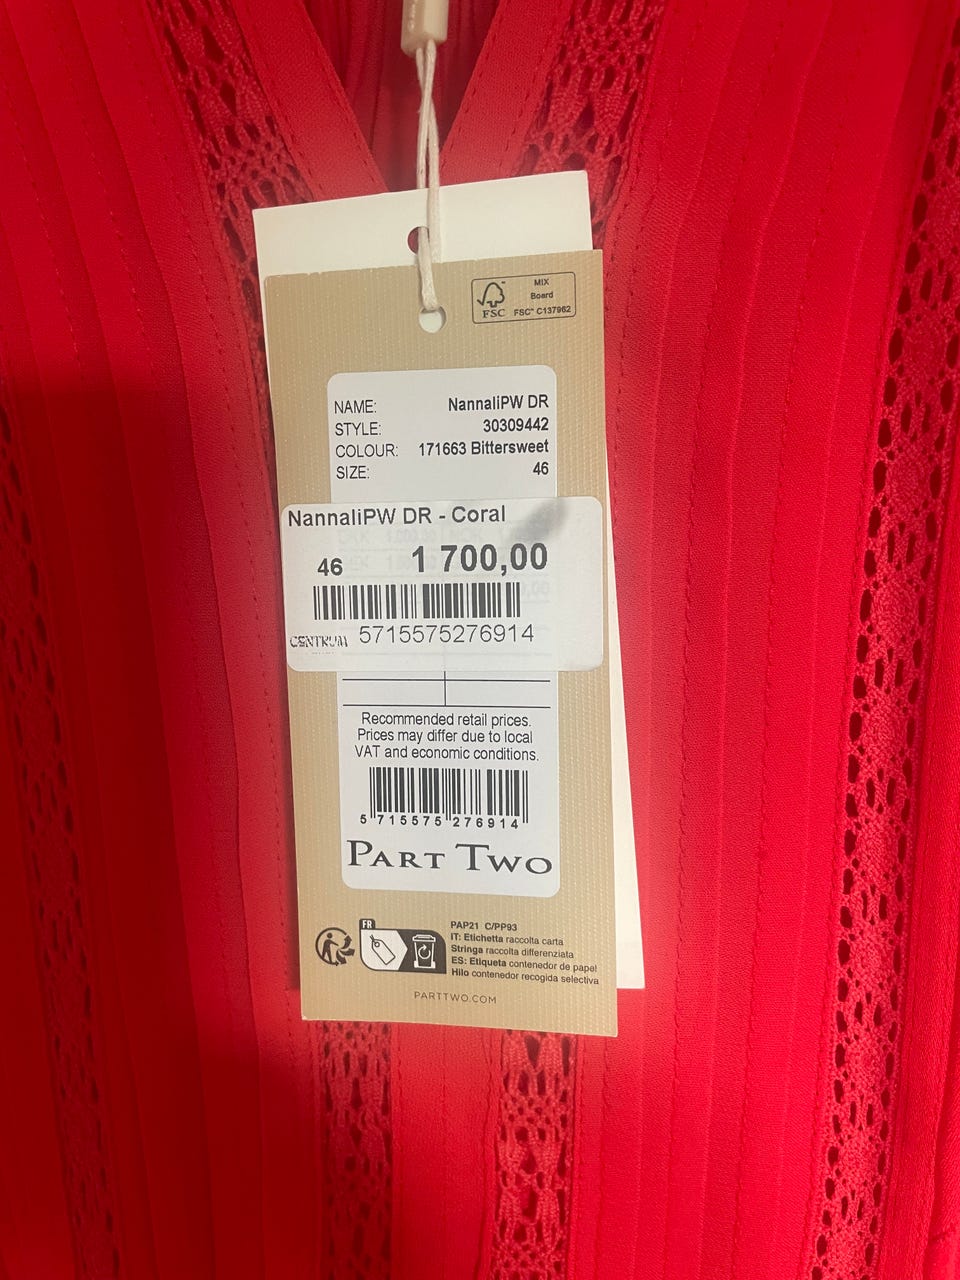 MIX
Board
FSC™ C137962
FSC
NAME: NannaliPW DR
STYLE: 30309442
COLOUR: 171663 Bittersweet
SIZE: 46
NannaliPW DR - Coral
46 1 700,00
CENTRUM 5715575276914
Recommended retail prices.
Prices may differ due to local
VAT and economic conditions.
5 715575 276914
PART TWO
FR
PAP21 C/PP93
IT: Etichetta raccolta carta
Stringa raccolta differenziata
ES: Etiqueta contenedor de papel
Hilo contenedor recogida selectiva
PARTTWO.COM